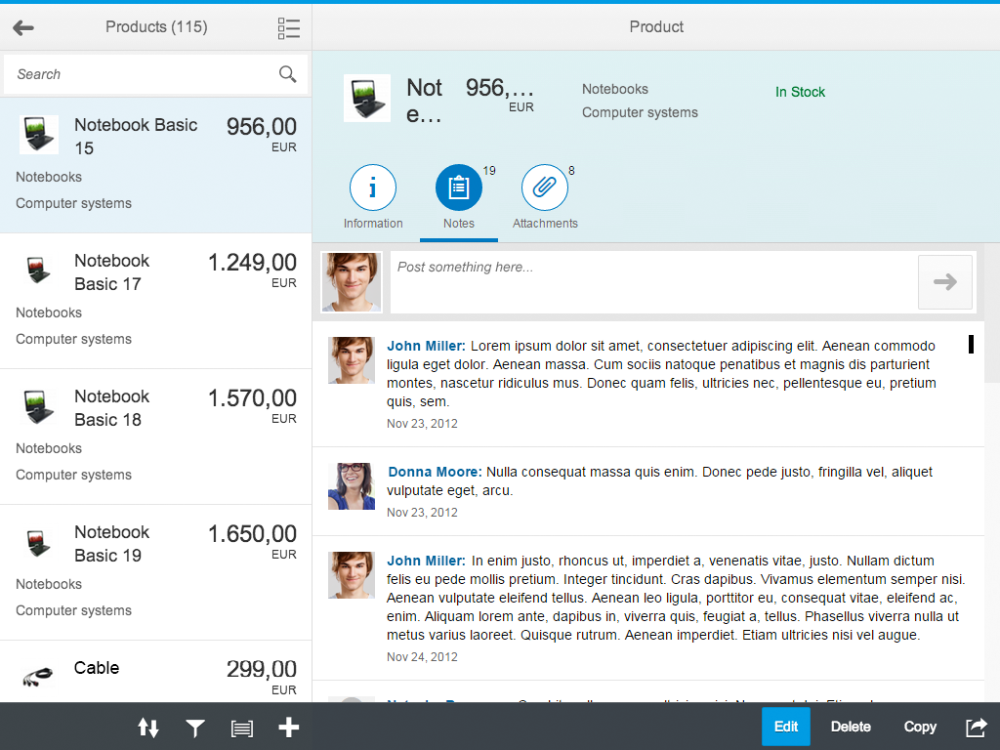 Products (115)
Product
Search
Notebook Basic
15
956,00
EUR
Notebooks
Computer systems
Notebook
Basic 17
1.249,00
EUR
Notebooks
Computer systems
Notebook
Basic 18
1.570,00
EUR
Notebooks
Computer systems
Notebook
Basic 19
1.650,00
EUR
Notebooks
Computer systems
Cable
299,00
EUR
Not
e…
956,…
EUR
Notebooks
Computer systems
In Stock
Information
19
Notes
8
Attachments
Post something here...
John Miller: Lorem ipsum dolor sit amet, consectetuer adipiscing elit. Aenean commodo
ligula eget dolor. Aenean massa. Cum sociis natoque penatibus et magnis dis parturient
montes, nascetur ridiculus mus. Donec quam felis, ultricies nec, pellentesque eu, pretium
quis, sem.
Nov 23, 2012
Donna Moore: Nulla consequat massa quis enim. Donec pede justo, fringilla vel, aliquet
vulputate eget, arcu.
Nov 23, 2012
John Miller: In enim justo, rhoncus ut, imperdiet a, venenatis vitae, justo. Nullam dictum
felis eu pede mollis pretium. Integer tincidunt. Cras dapibus. Vivamus elementum semper nisi.
Aenean vulputate eleifend tellus. Aenean leo ligula, porttitor eu, consequat vitae, eleifend ac,
enim. Aliquam lorem ante, dapibus in, viverra quis, feugiat a, tellus. Phasellus viverra nulla ut
metus varius laoreet. Quisque rutrum. Aenean imperdiet. Etiam ultricies nisi vel augue.
Nov 24, 2012
Edit
Delete
Copy